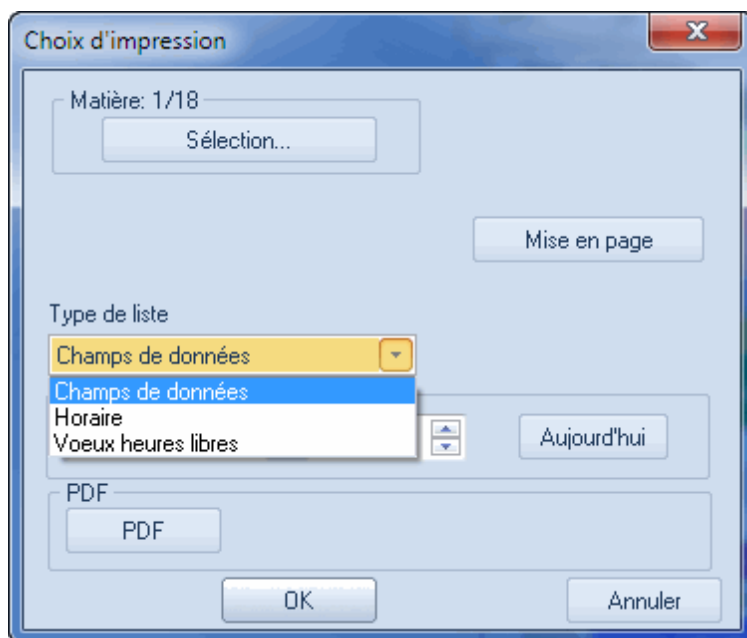 Choix d'impression
Matière: 1/18
Sélection...
Mise en page
Type de liste
Champs de données
Champs de données
Horaire
Voeux heures libres
Aujourd'hui
PDF
PDF
OK
Annuler